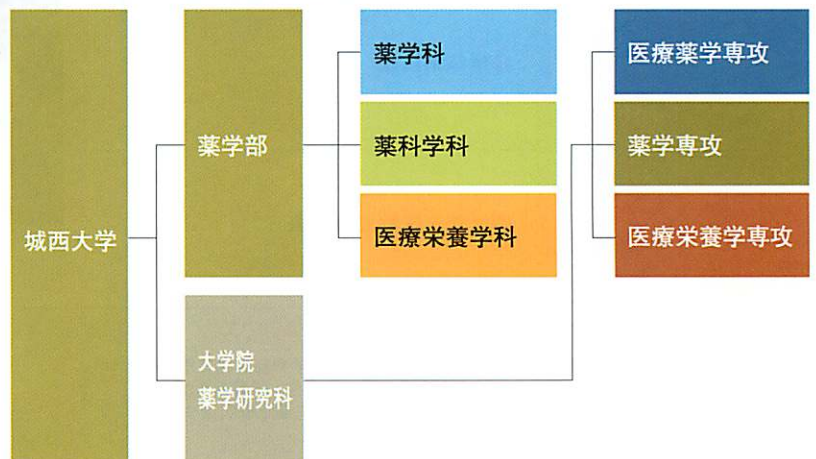 城西大学
薬学部
薬学科
薬科学科
医療栄養学科
大学院
薬学研究科
医療薬学専攻
薬学専攻
医療栄養学専攻